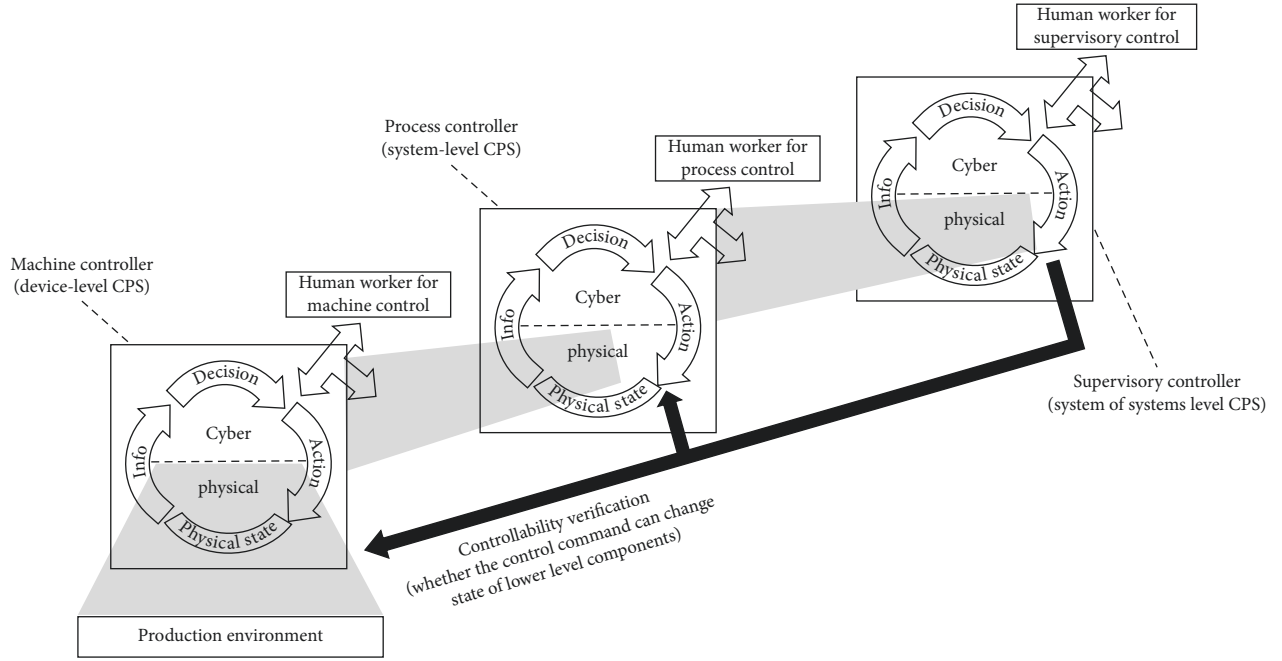 Human worker for
supervisory control
Decision
Cyber
Info
Action
physical
Physical state
Process controller
(system-level CPS)
Human worker for
process control
Decision
Cyber
Info
Action
physical
Physical state
Machine controller
(device-level CPS)
Human worker for
machine control
Decision
Cyber
Info
Action
physical
Physical state
Supervisory controller
(system of systems level CPS)
Controllability verification
(whether the control command can change
state of lower level components)
Production environment